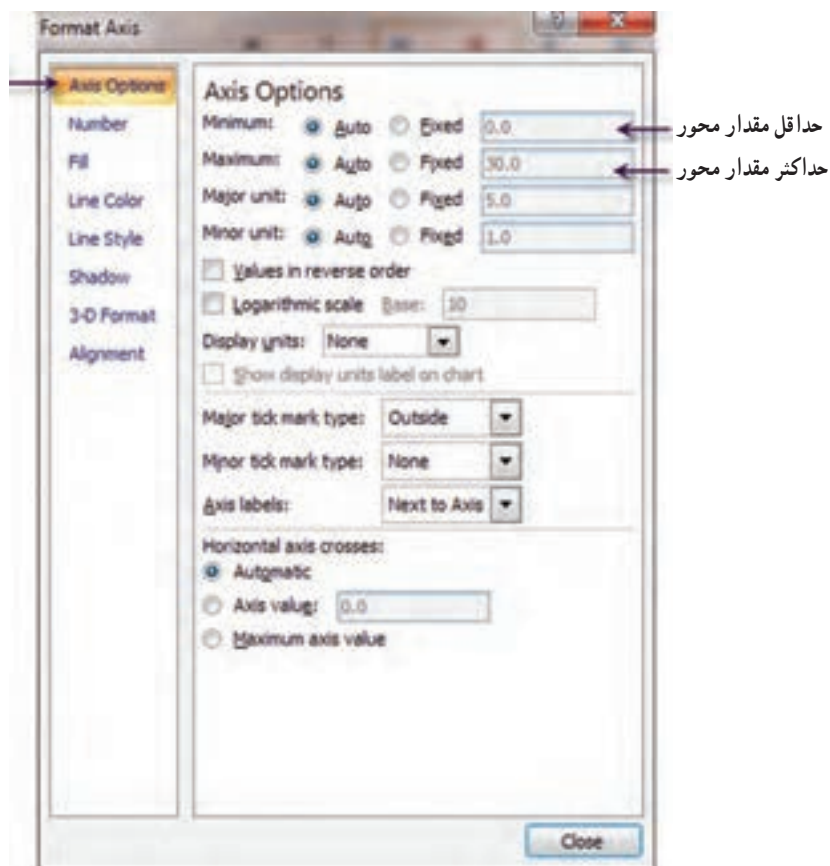 Format Axis
Axis Options
Number
Fill
Line Color
Line Style
Shadow
3-D Format
Alignment
Axis Options
Minimum: Auto Fixed 0.0
حداقل مقدار محور
Maximum: Auto Fixed 30.0
حداکثر مقدار محور
Major unit: Auto Fixed 5.0
Minor unit: Auto Fixed 1.0
Values in reverse order
Logarithmic scale Base: 10
Display units: None
Show display units label on chart
Major tick mark type: Outside
Minor tick mark type: None
Axis labels: Next to Axis
Horizontal axis crosses:
Automatic
Axis value: 0.0
Maximum axis value
Close